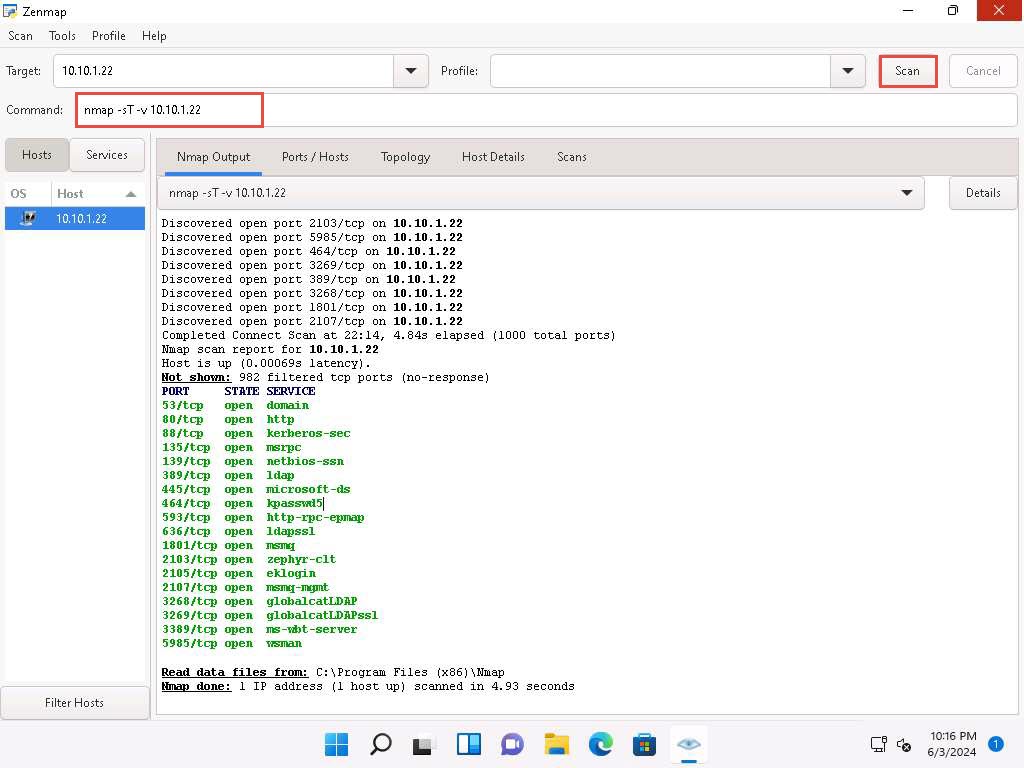 Zenmap
Scan Tools Profile Help
Target: 10.10.1.22 Profile: Scan Cancel
Command: nmap -sT -v 10.10.1.22
Hosts Services
Nmap Output Ports / Hosts Topology Host Details Scans
OS Host
nmap -sT -v 10.10.1.22 Details
10.10.1.22
Discovered open port 2103/tcp on 10.10.1.22
Discovered open port 5985/tcp on 10.10.1.22
Discovered open port 464/tcp on 10.10.1.22
Discovered open port 3269/tcp on 10.10.1.22
Discovered open port 389/tcp on 10.10.1.22
Discovered open port 3268/tcp on 10.10.1.22
Discovered open port 1801/tcp on 10.10.1.22
Discovered open port 2107/tcp on 10.10.1.22
Completed Connect Scan at 22:14, 4.84s elapsed (1000 total ports)
Nmap scan report for 10.10.1.22
Host is up (0.00069s latency).
Not shown: 982 filtered tcp ports (no-response)
PORT STATE SERVICE
53/tcp open domain
80/tcp open http
88/tcp open kerberos-sec
135/tcp open msrpc
139/tcp open netbios-ssn
389/tcp open ldap
445/tcp open microsoft-ds
464/tcp open kpasswd5
593/tcp open http-rpc-epmap
636/tcp open ldapssl
1801/tcp open msmq
2103/tcp open zephyr-clt
2105/tcp open eklogin
2107/tcp open msmq-mgmt
3268/tcp open globalcatLDAP
3269/tcp open globalcatLDAPssl
3389/tcp open ms-wbt-server
5985/tcp open wsman
Read data files from: C:\Program Files (x86)\Nmap
Nmap done: 1 IP address (1 host up) scanned in 4.93 seconds
Filter Hosts
10:16 PM
6/3/2024
1